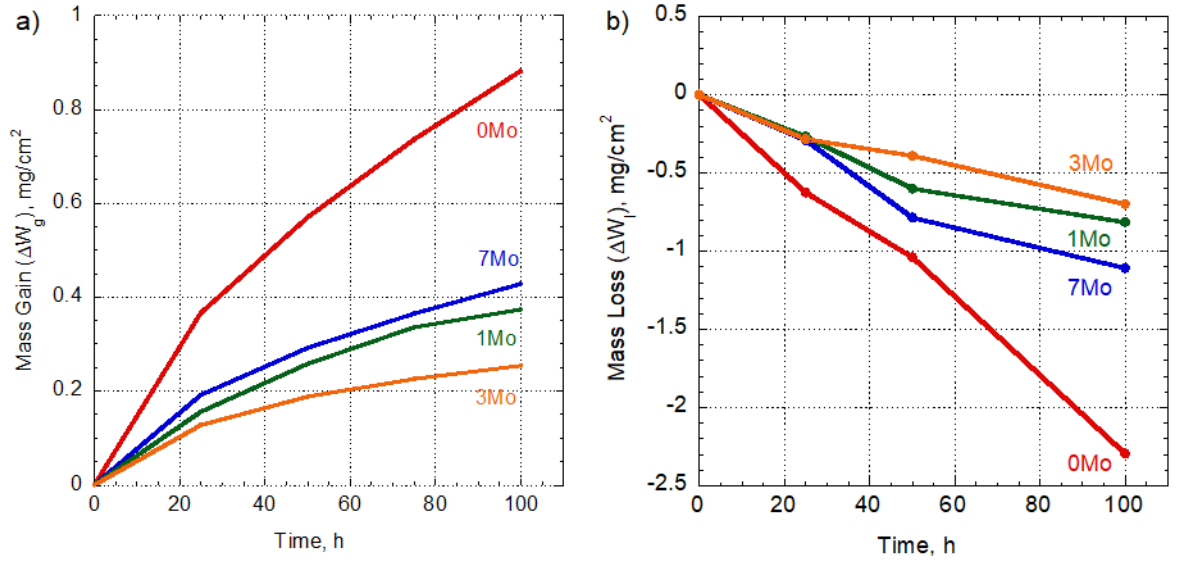 a)
Mass Gain (ΔWg), mg/cm²
1
0.8
0.6
0.4
0.2
0
0 20 40 60 80 100
Time, h
0Mo
7Mo
1Mo
3Mo
b)
Mass Loss (ΔWl), mg/cm²
0.5
0
-0.5
-1
-1.5
-2
-2.5
0 20 40 60 80 100
Time, h
3Mo
1Mo
7Mo
0Mo